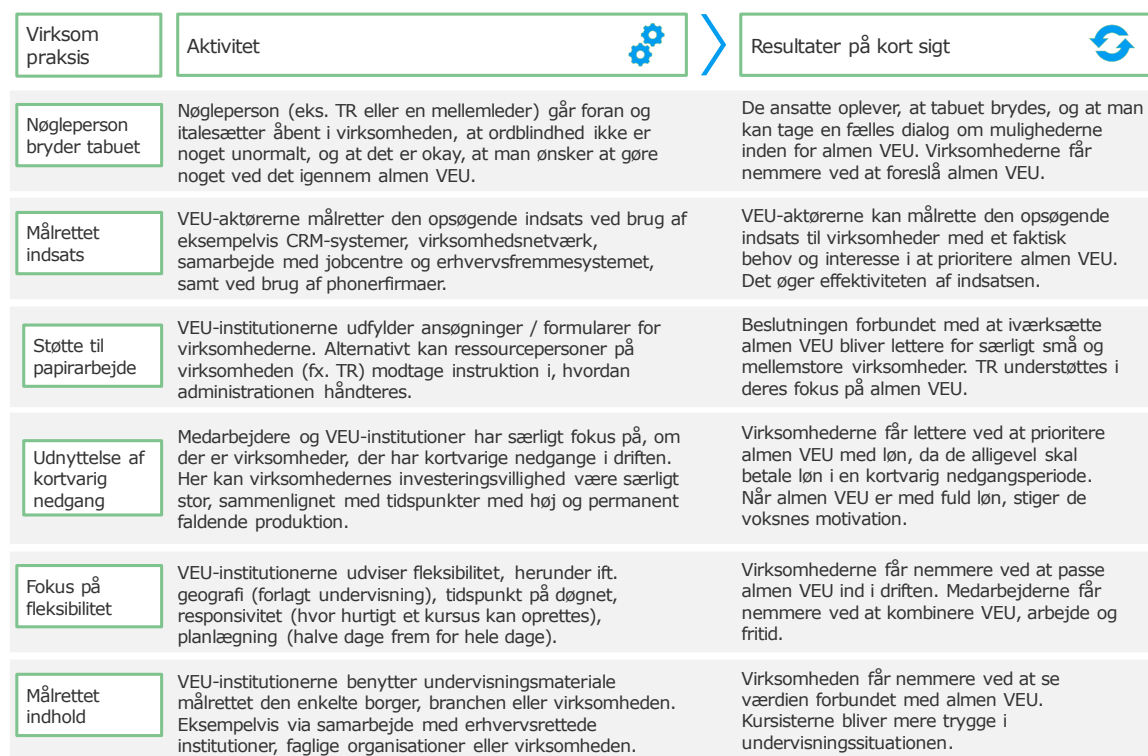 Virksom
praksis
Aktivitet
Resultater på kort sigt
Nøgleperson
bryder tabuet
Nøgleperson (eks. TR eller en mellemleder) går foran og
italesætter åbent i virksomheden, at ordblindhed ikke er
noget unormalt, og at det er okay, at man ønsker at gøre
noget ved det igennem almen VEU.
De ansatte oplever, at tabuet brydes, og at man
kan tage en fælles dialog om mulighederne
inden for almen VEU. Virksomhederne får
nemmere ved at foreslå almen VEU.
Målrettet
indsats
VEU-aktørerne målretter den opsøgende indsats ved brug af
eksempelvis CRM-systemer, virksomhedsnetværk,
samarbejde med jobcentre og erhvervsfremmesystemet,
samt ved brug af phonerfirmaer.
VEU-aktørerne kan målrette den opsøgende
indsats til virksomheder med et faktisk
behov og interesse i at prioritere almen VEU.
Det øger effektiviteten af indsatsen.
Støtte til
papirarbejde
VEU-institutionerne udfylder ansøgninger / formularer for
virksomhederne. Alternativt kan ressourcepersoner på
virksomheden (fx. TR) modtage instruktion i, hvordan
administrationen håndteres.
Beslutningen forbundet med at iværksætte
almen VEU bliver lettere for særligt små og
mellemstore virksomheder. TR understøttes i
deres fokus på almen VEU.
Udnyttelse af
kortvarig
nedgang
Medarbejdere og VEU-institutioner har særligt fokus på, om
der er virksomheder, der har kortvarige nedgange i driften.
Her kan virksomhedernes investeringsvillighed være særligt
stor, sammenlignet med tidspunkter med høj og permanent
faldende produktion.
Virksomhederne får lettere ved at prioritere
almen VEU med løn, da de alligevel skal
betale løn i en kortvarig nedgangsperiode.
Når almen VEU er med fuld løn, stiger de
voksnes motivation.
Fokus på
fleksibilitet
VEU-institutionerne udviser fleksibilitet, herunder ift.
geografi (forlagt undervisning), tidspunkt på døgnet,
responsivitet (hvor hurtigt et kursus kan oprettes),
planlægning (halve dage frem for hele dage).
Virksomhederne får nemmere ved at passe
almen VEU ind i driften. Medarbejderne får
nemmere ved at kombinere VEU, arbejde og
fritid.
Målrettet
indhold
VEU-institutionerne benytter undervisningsmateriale
målrettet den enkelte borger, branchen eller virksomheden.
Eksempelvis via samarbejde med erhvervsrettede
institutioner, faglige organisationer eller virksomheden.
Virksomheden får nemmere ved at se
værdien forbundet med almen VEU.
Kursisterne bliver mere trygge i
undervisningssituationen.